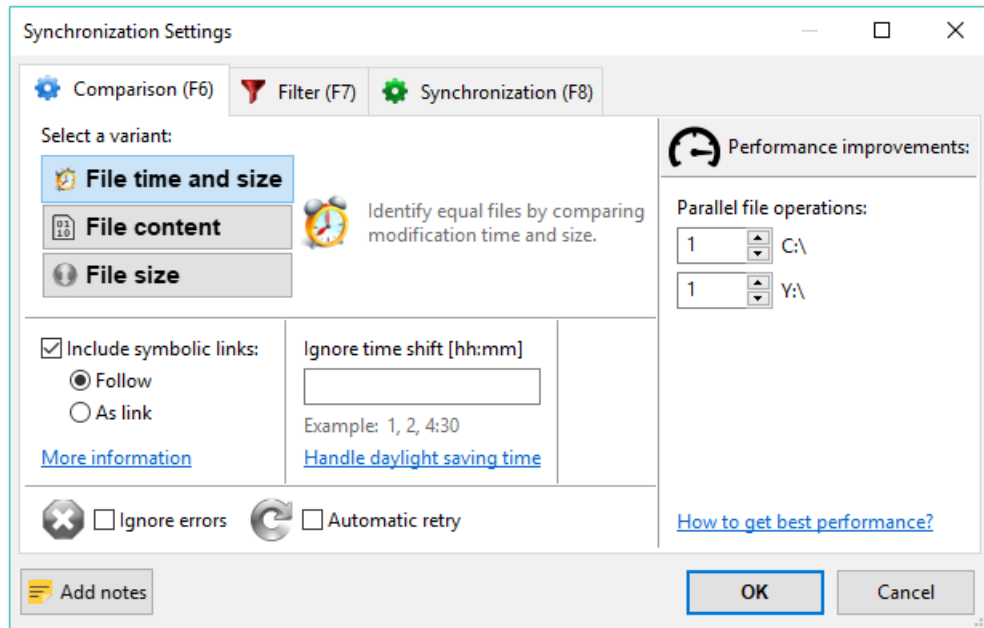 Synchronization Settings
Comparison (F6)
Filter (F7)
Synchronization (F8)
Select a variant:
File time and size
File content
File size
Identify equal files by comparing
modification time and size.
Include symbolic links:
Follow
As link
More information
Ignore time shift [hh:mm]
Example: 1, 2, 4:30
Handle daylight saving time
Ignore errors
Automatic retry
Performance improvements:
Parallel file operations:
1 C:\
1 Y:\
How to get best performance?
Add notes
OK
Cancel